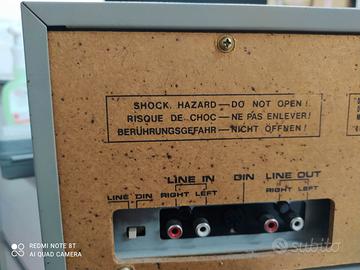 SHOCK HAZARD — DO NOT OPEN!
RISQUE DE CHOC — NE PAS ENLEVER!
BERÜHRUNGSGEFAHR — NICHT ÖFFNEN!
LINE IN DIN LINE OUT
RIGHT LEFT RIGHT LEFT
LINE DIN
REDMI NOTE 8T
AI QUAD CAMERA
subito